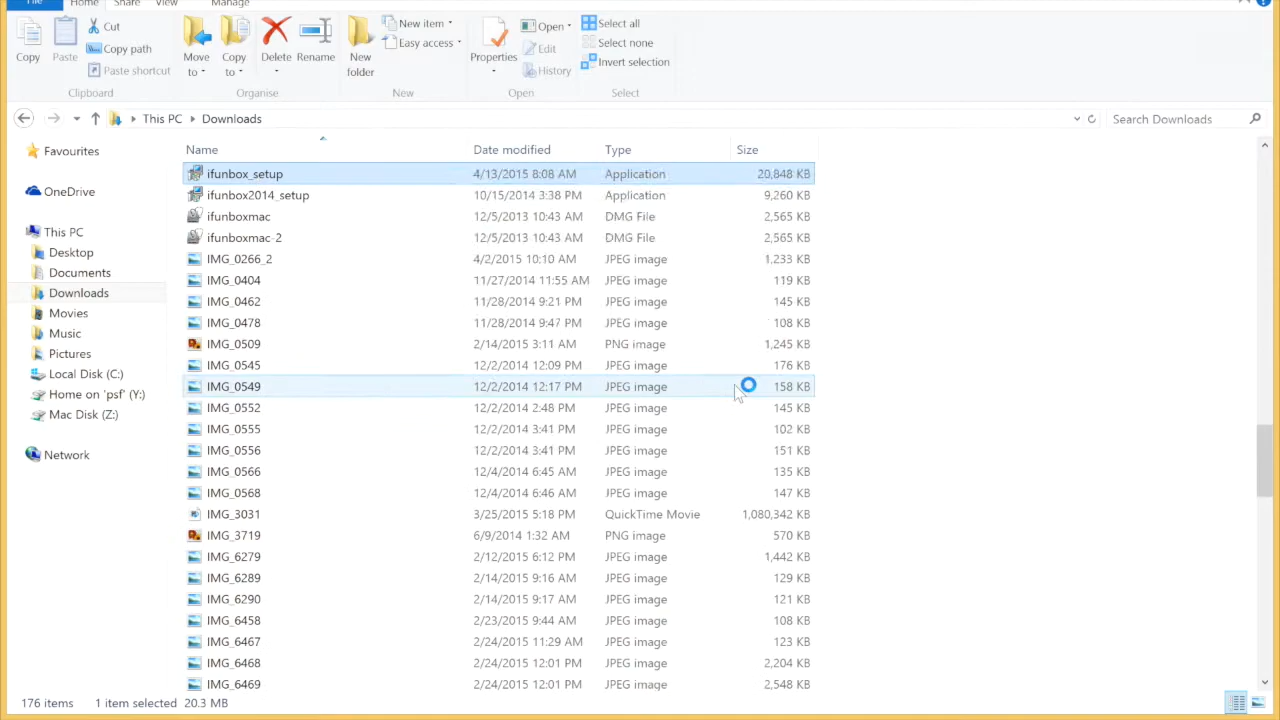 File Home Share View Manage
Copy Paste Cut Copy path Paste shortcut Clipboard
Move to Copy to Delete Rename Organise
New folder New item Easy access New
Properties Open Edit History Open
Select all Select none Invert selection Select
This PC Downloads Search Downloads
Name Date modified Type Size
Favourites
OneDrive
This PC
Desktop
Documents
Downloads
Movies
Music
Pictures
Local Disk (C:)
Home on 'psf' (Y:)
Mac Disk (Z:)
Network
ifunbox_setup 4/13/2015 8:08 AM Application 20,848 KB
ifunbox2014_setup 10/15/2014 3:38 PM Application 9,260 KB
ifunboxmac 12/5/2013 10:43 AM DMG File 2,565 KB
ifunboxmac-2 12/5/2013 10:43 AM DMG File 2,565 KB
IMG_0266_2 4/2/2015 10:10 AM JPEG image 1,233 KB
IMG_0404 11/27/2014 11:55 AM JPEG image 119 KB
IMG_0462 11/28/2014 9:21 PM JPEG image 145 KB
IMG_0478 11/28/2014 9:47 PM JPEG image 108 KB
IMG_0509 2/14/2015 3:11 AM PNG image 1,245 KB
IMG_0545 12/2/2014 12:09 PM JPEG image 176 KB
IMG_0549 12/2/2014 12:17 PM JPEG image 158 KB
IMG_0552 12/2/2014 2:48 PM JPEG image 145 KB
IMG_0555 12/2/2014 3:41 PM JPEG image 102 KB
IMG_0556 12/2/2014 3:41 PM JPEG image 151 KB
IMG_0566 12/4/2014 6:45 AM JPEG image 135 KB
IMG_0568 12/4/2014 6:46 AM JPEG image 147 KB
IMG_3031 3/25/2015 5:18 PM QuickTime Movie 1,080,342 KB
IMG_3719 6/9/2014 1:32 AM PNG image 570 KB
IMG_6279 2/12/2015 6:12 PM JPEG image 1,442 KB
IMG_6289 2/14/2015 9:16 AM JPEG image 129 KB
IMG_6290 2/14/2015 9:17 AM JPEG image 121 KB
IMG_6458 2/23/2015 9:44 AM JPEG image 108 KB
IMG_6467 2/24/2015 11:29 AM JPEG image 123 KB
IMG_6468 2/24/2015 12:01 PM JPEG image 2,204 KB
IMG_6469 2/24/2015 12:01 PM JPEG image 2,548 KB
176 items 1 item selected 20.3 MB